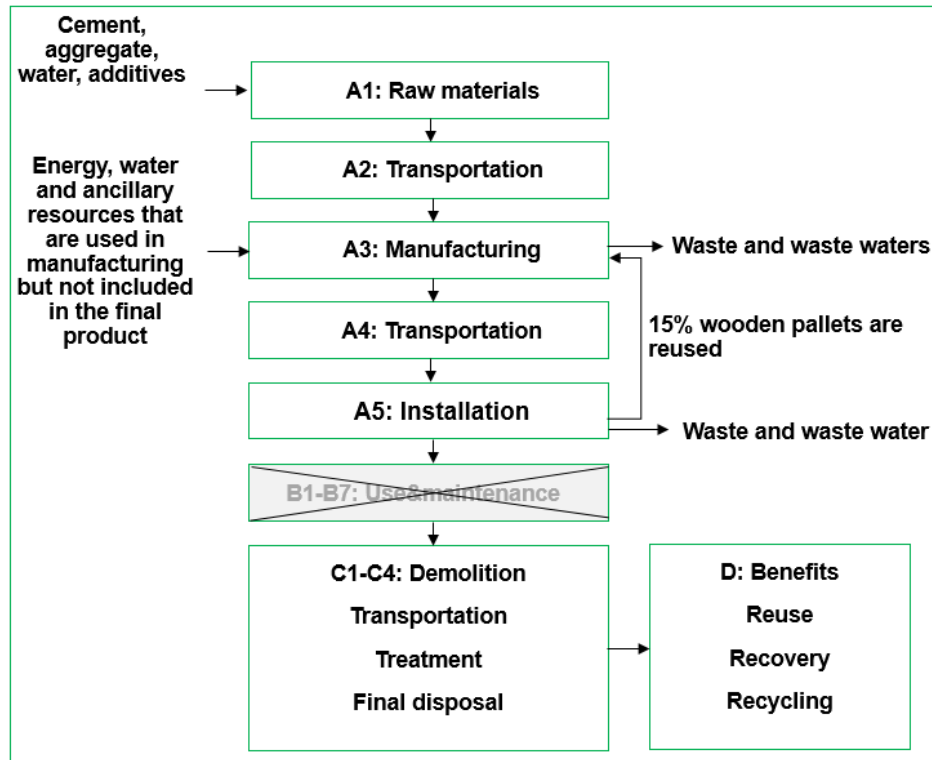 Cement,
aggregate,
water, additives
A1: Raw materials
A2: Transportation
Energy, water
and ancillary
resources that
are used in
manufacturing
but not included
in the final
product
A3: Manufacturing
Waste and waste waters
A4: Transportation
15% wooden pallets are
reused
A5: Installation
Waste and waste water
B1-B7: Use&maintenance
C1-C4: Demolition
Transportation
Treatment
Final disposal
D: Benefits
Reuse
Recovery
Recycling